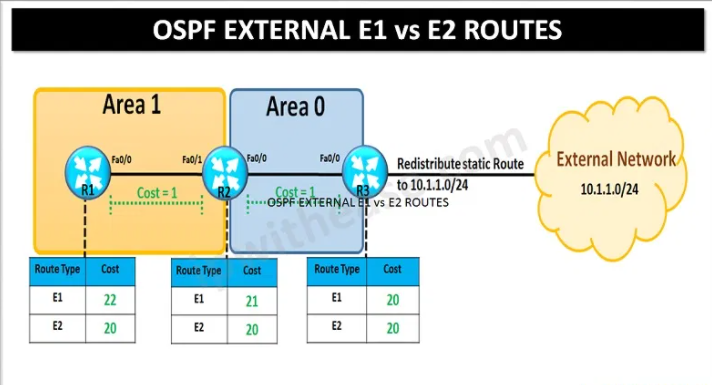 OSPF EXTERNAL E1 vs E2 ROUTES
Area 1
Area 0
Fa0/0
Fa0/1
Fa0/0
Fa0/0
R1
R2
R3
Cost = 1
Cost = 1
OSPF EXTERNAL E1 vs E2 ROUTES
Redistribute static Route
to 10.1.1.0/24
External Network
10.1.1.0/24
Route Type Cost
E1 22
E2 20
Route Type Cost
E1 21
E2 20
Route Type Cost
E1 20
E2 20